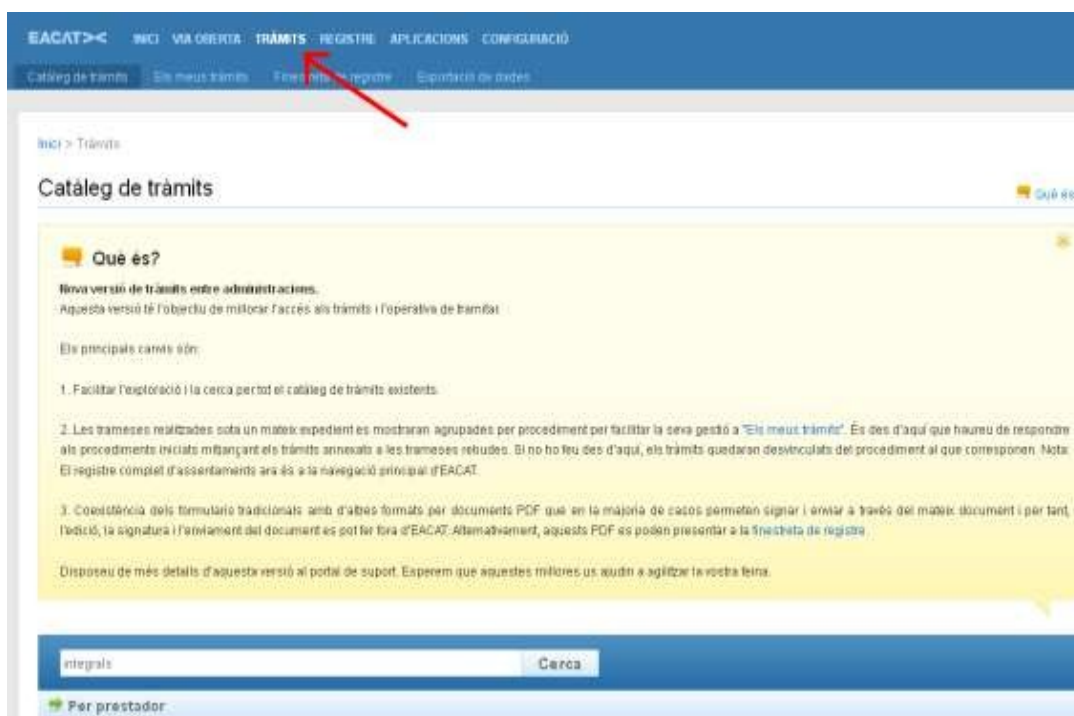 EACAT INICI VIA OBERTA TRÀMITS REGISTRE APLICACIONS CONFIGURACIÓ
Catàleg de tràmits Els meus tràmits Finestreta de registre Exportació de dades
Inici > Tràmits
Catàleg de tràmits
Què és
Què és?
Nova versió de tràmits entre administracions.
Aquesta versió té l'objectiu de millorar l'accés als tràmits i l'operativa de tramitar.
Els principals canvis són:
1. Facilitar l'exploració i la cerca per tot el catàleg de tràmits existents.
2. Les trameses realitzades sota un mateix expedient es mostraran agrupades per procediment per facilitar la seva gestió a "Els meus tràmits". És des d'aquí que haureu de respondre
als procediments iniciats mitjançant els tràmits annexats a les trameses rebudes. Si no ho feu des d'aquí, els tràmits quedaran desvinculats del procediment al que corresponen. Nota:
El registre complet d'assentaments ara és a la navegació principal d'EACAT.
3. Coexistència dels formularis tradicionals amb d'altres formats per documents PDF que en la majoria de casos permeten signar i enviar a través del mateix document i per tant,
l'edició, la signatura i l'enviament del document es pot fer fora d'EACAT. Alternativament, aquests PDF es poden presentar a la finestreta de registre.
Disposeu de més detalls d'aquesta versió al portal de suport. Esperem que aquestes millores us ajudin a agilitzar la vostra feina.
integrals Cerca
Per prestador